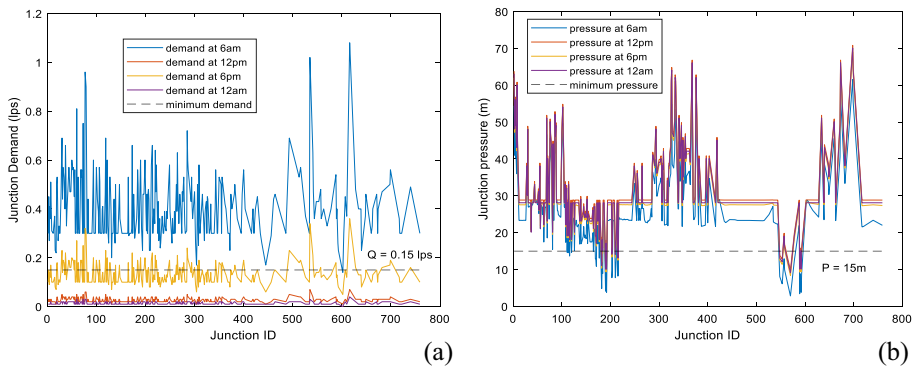 1.2
1
0.8
0.6
0.4
0.2
0
Junction Demand (lps)
demand at 6am
demand at 12pm
demand at 6pm
demand at 12am
minimum demand
Q = 0.15 lps
0 100 200 300 400 500 600 700 800
Junction ID
(a)
80
70
60
50
40
30
20
10
0
Junction pressure (m)
pressure at 6am
pressure at 12pm
pressure at 6pm
pressure at 12am
minimum pressure
P = 15m
0 100 200 300 400 500 600 700 800
Junction ID
(b)